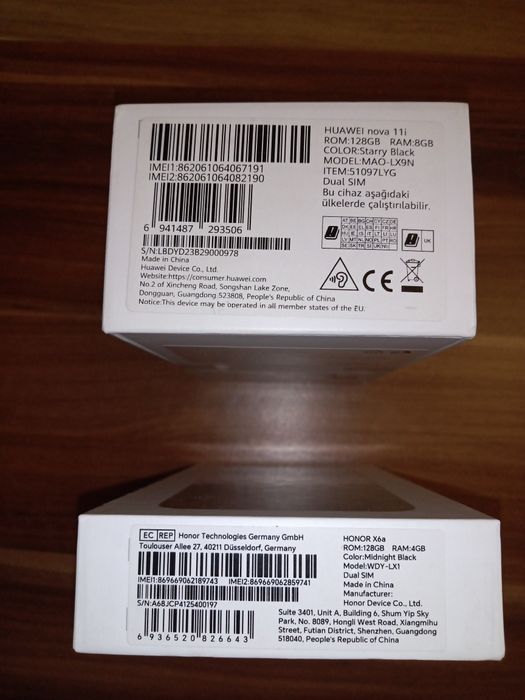 HUAWEI nova 11i
ROM:128GB RAM:8GB
COLOR:Starry Black
MODEL:MAO-LX9N
ITEM:51097LYG
Dual SIM
Bu cihaz aşağıdaki
ülkelerde çalıştırılabilir.
IMEI1:862061064067191
IMEI2:862061064082190
6 941487 293506
S/N:LBDYD23B29000978
Made in China
Huawei Device Co., Ltd.
Website:https://consumer.huawei.com
No.2 of Xincheng Road, Songshan Lake Zone,
Dongguan, Guangdong 523808, People's Republic of China
Notice:This device may be operated in all member states of the EU.
UK
CE
EC REP Honor Technologies Germany GmbH
Toulouser Allee 27, 40211 Düsseldorf, Germany
IMEI1:869669062189743 IMEI2:869669062859741
S/N:A6BJCP4125400197
6 936520 826643
HONOR X6a
ROM:128GB RAM:4GB
Color:Midnight Black
Model:WDY-LX1
Dual SIM
Made in China
Manufacturer:
Honor Device Co., Ltd.
Suite 3401, Unit A, Building 6, Shum Yip Sky
Park, No. 8089, Hongli West Road, Xiangmihu
Street, Futian District, Shenzhen, Guangdong
518040, People's Republic of China